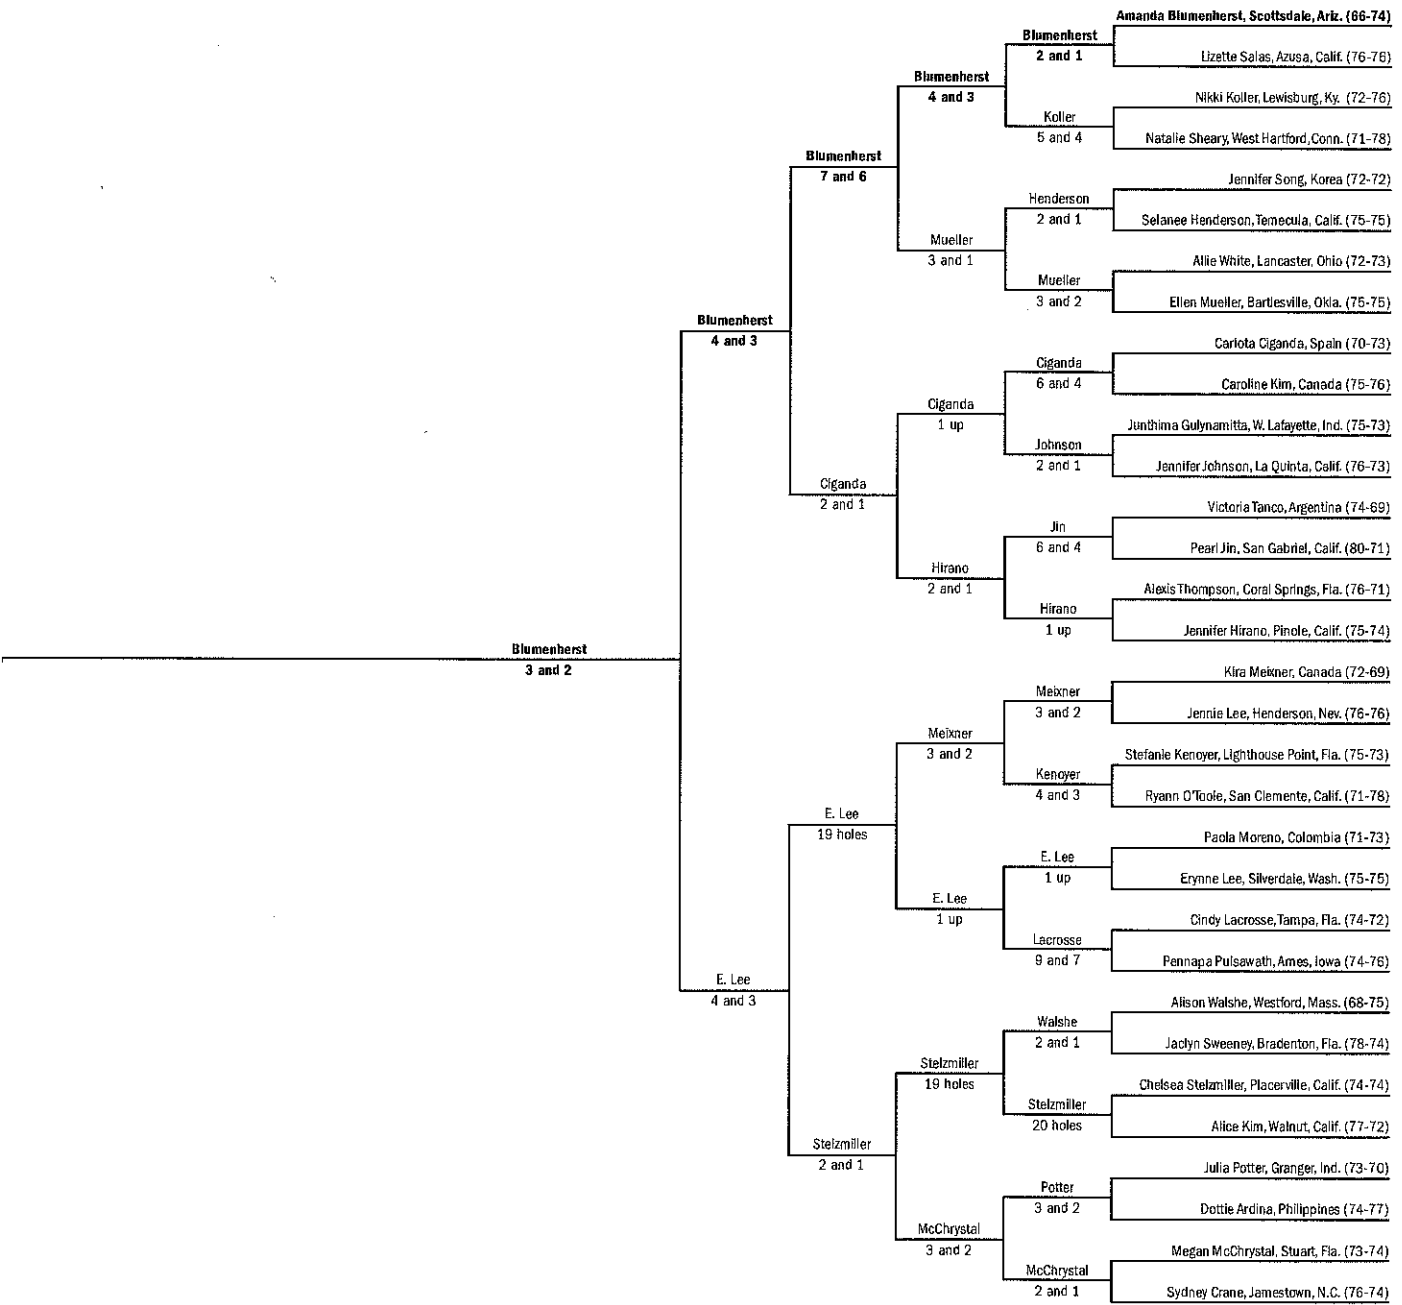 Amanda Blumenherst, Scottsdale, Ariz. (66-74)
Blumenherst
2 and 1
Lizette Salas, Azusa, Calif. (76-76)
Blumenherst
4 and 3
Nikki Koller, Lewisburg, Ky. (72-76)
Koller
5 and 4
Natalie Sheary, West Hartford, Conn. (71-78)
Blumenherst
7 and 6
Jennifer Song, Korea (72-72)
Henderson
2 and 1
Selanee Henderson, Temecula, Calif. (75-75)
Mueller
3 and 1
Allie White, Lancaster, Ohio (72-73)
Mueller
3 and 2
Ellen Mueller, Bartlesville, Okla. (75-75)
Blumenherst
4 and 3
Carlota Ciganda, Spain (70-73)
Ciganda
6 and 4
Caroline Kim, Canada (75-76)
Ciganda
1 up
Junthima Gulynamitta, W. Lafayette, Ind. (75-73)
Johnson
2 and 1
Jennifer Johnson, La Quinta, Calif. (76-73)
Ciganda
2 and 1
Victoria Tanco, Argentina (74-69)
Jin
6 and 4
Pearl Jin, San Gabriel, Calif. (80-71)
Hirano
2 and 1
Alexis Thompson, Coral Springs, Fla. (76-71)
Hirano
1 up
Jennifer Hirano, Pinole, Calif. (75-74)
Blumenherst
3 and 2
Kira Meixner, Canada (72-69)
Meixner
3 and 2
Jennie Lee, Henderson, Nev. (76-76)
Meixner
3 and 2
Stefanie Kenoyer, Lighthouse Point, Fla. (75-73)
Kenoyer
4 and 3
Ryann O'Toole, San Clemente, Calif. (71-78)
E. Lee
19 holes
Paola Moreno, Colombia (71-73)
E. Lee
1 up
Erynne Lee, Silverdale, Wash. (75-75)
E. Lee
1 up
Cindy Lacrosse, Tampa, Fla. (74-72)
Lacrosse
9 and 7
Pennapa Pulsawath, Ames, Iowa (74-76)
E. Lee
4 and 3
Alison Walshe, Westford, Mass. (68-75)
Walshe
2 and 1
Jaclyn Sweeney, Bradenton, Fla. (78-74)
Stelzmiller
19 holes
Chelsea Stelzmiller, Placerville, Calif. (74-74)
Stelzmiller
20 holes
Alice Kim, Walnut, Calif. (77-72)
Stelzmiller
2 and 1
Julia Potter, Granger, Ind. (73-70)
Potter
3 and 2
Dottie Ardina, Philippines (74-77)
McChrystal
3 and 2
Megan McChrystal, Stuart, Fla. (73-74)
McChrystal
2 and 1
Sydney Crane, Jamestown, N.C. (76-74)